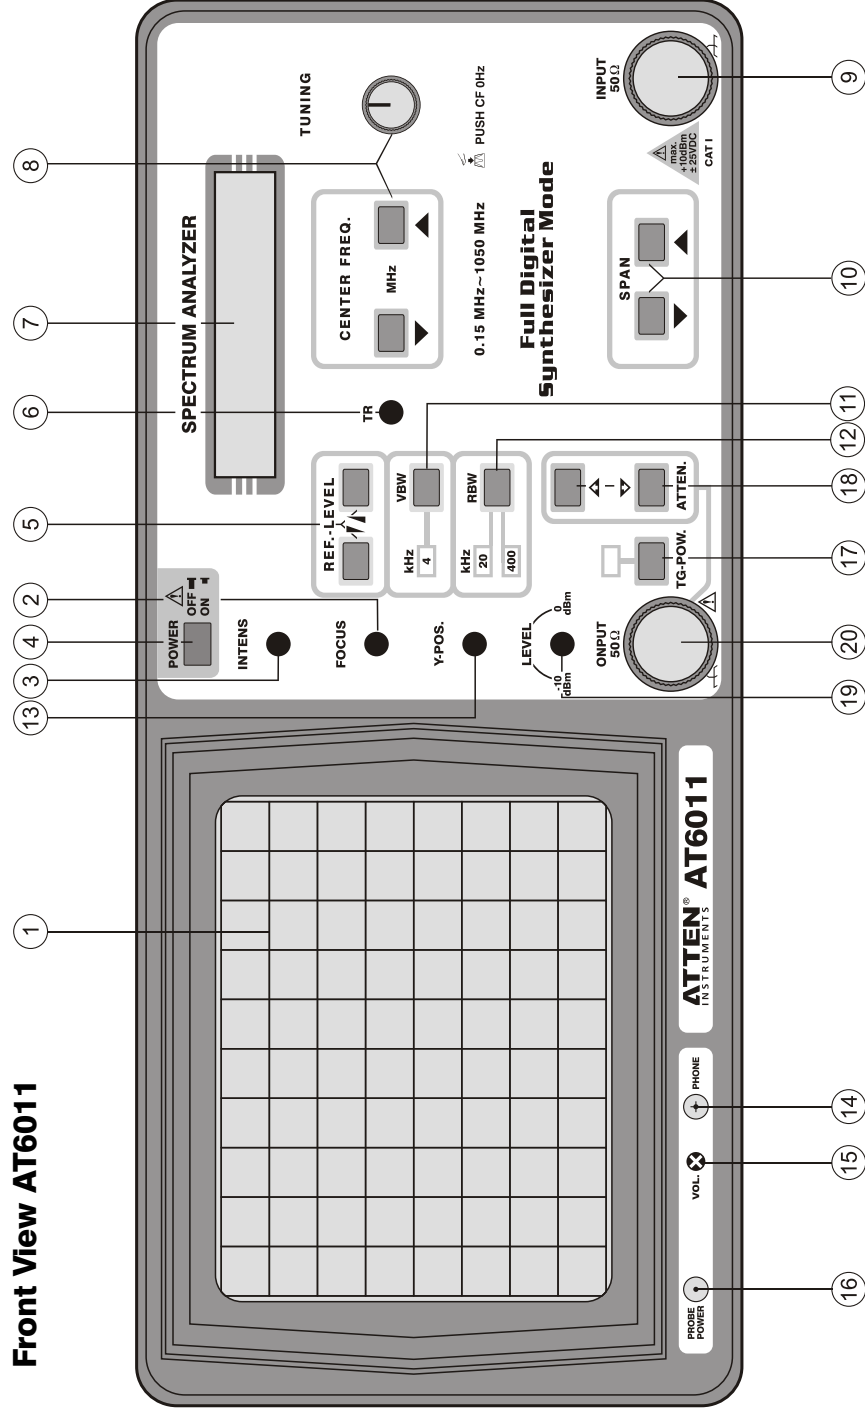 Front View AT6011
1
13
3
4
2
5
6
7
8
POWER
OFF
ON
SPECTRUM ANALYZER
TUNING
INTENS
REF.-LEVEL
TR
CENTER FREQ.
MHz
PUSH CF 0Hz
FOCUS
kHz
4
VBW
0.15 MHz~1050 MHz
Y-POS.
kHz
20
400
RBW
Full Digital
Synthesizer Mode
LEVEL
-10
dBm
0
dBm
ONPUT
50Ω
TG-POW.
ATTEN.
SPAN
INPUT
50Ω
max.
+10dBm
± 25VDC
CAT I
PROBE
POWER
VOL.
PHONE
ATTEN®
INSTRUMENTS
AT6011
16
15
14
19
20
17
18
12
11
10
9